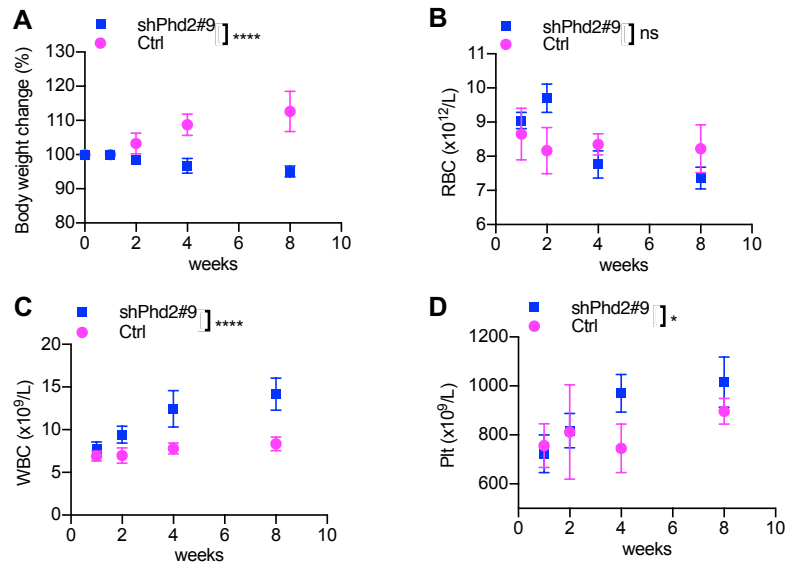 A
shPhd2#9
Ctrl
****
Body weight change (%)
130
120
110
100
90
80
0 2 4 6 8 10
weeks
B
shPhd2#9
Ctrl
ns
RBC (x10¹²/L)
11
10
9
8
7
6
0 2 4 6 8 10
weeks
C
shPhd2#9
Ctrl
****
WBC (x10⁹/L)
20
15
10
5
0
0 2 4 6 8 10
weeks
D
shPhd2#9
Ctrl
*
Plt (x10⁹/L)
1200
1000
800
600
0 2 4 6 8 10
weeks